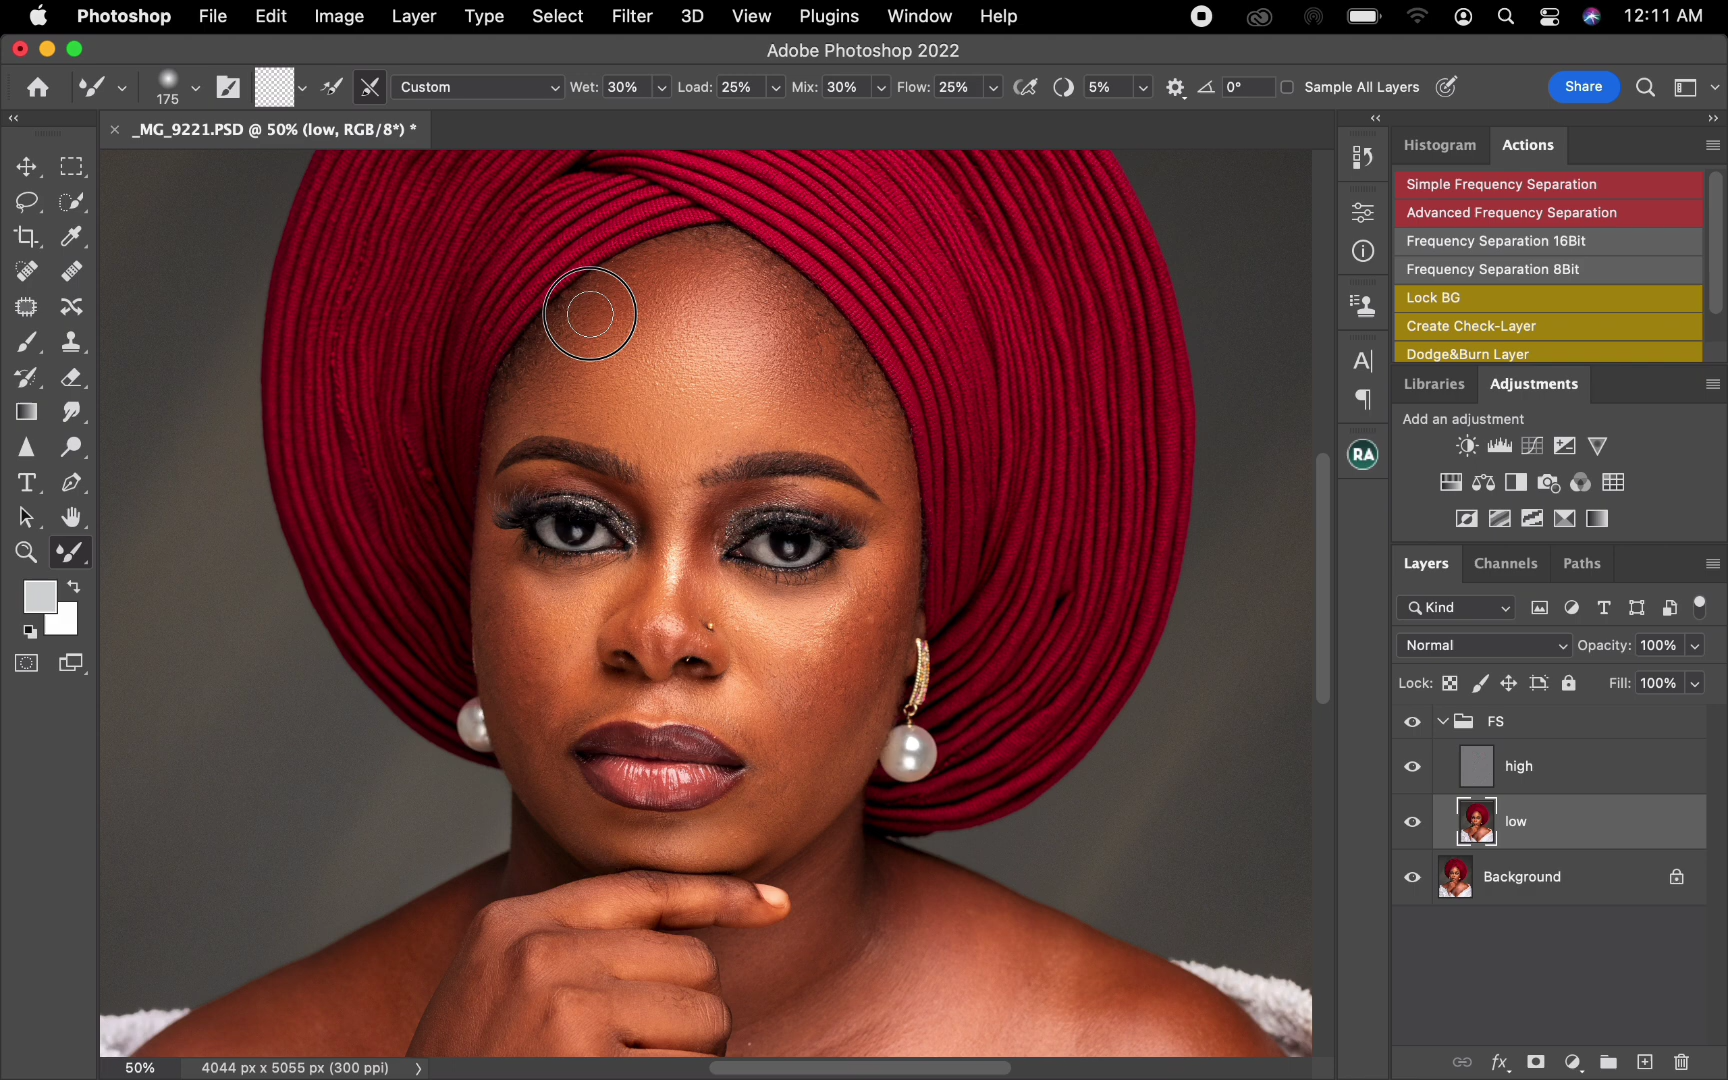 Photoshop File Edit Image Layer Type Select Filter 3D View Plugins Window Help 12:11 AM
Adobe Photoshop 2022
175 Custom Wet: 30% Load: 25% Mix: 30% Flow: 25% 5% 0° Sample All Layers Share
× _MG_9221.PSD @ 50% (low, RGB/8*) *
Histogram Actions
Simple Frequency Separation
Advanced Frequency Separation
Frequency Separation 16Bit
Frequency Separation 8Bit
Lock BG
Create Check-Layer
Dodge&Burn Layer
Libraries Adjustments
Add an adjustment
RA
Layers Channels Paths
Kind
Normal Opacity: 100%
Lock: Fill: 100%
FS
high
low
Background
50% 4044 px x 5055 px (300 ppi)